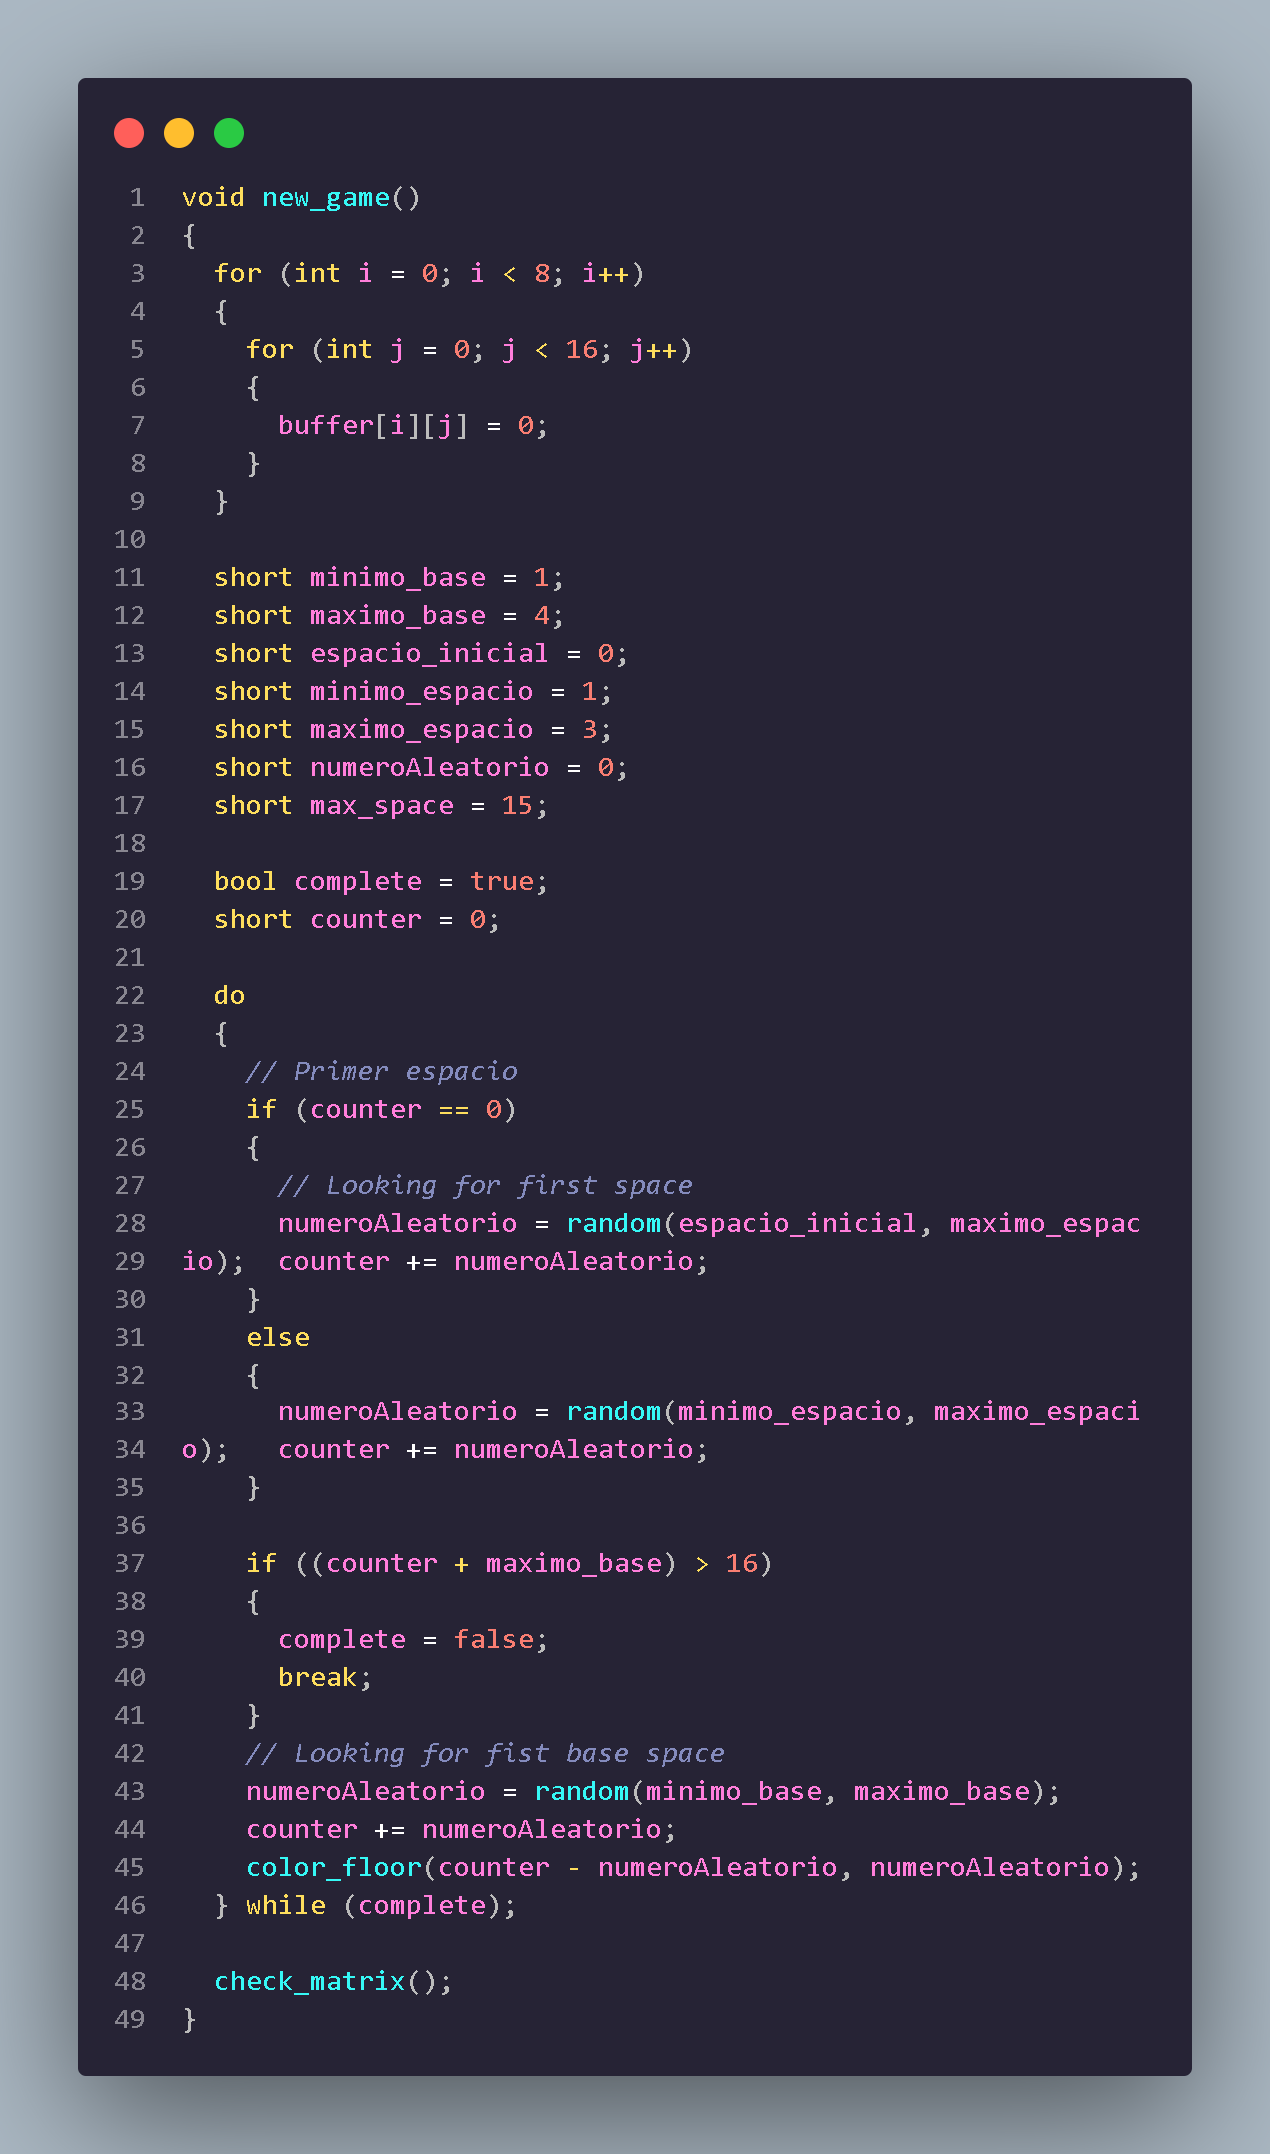 1 void new_game()
2 {
3   for (int i = 0; i < 8; i++)
4   {
5     for (int j = 0; j < 16; j++)
6     {
7       buffer[i][j] = 0;
8     }
9   }
10
11   short minimo_base = 1;
12   short maximo_base = 4;
13   short espacio_inicial = 0;
14   short minimo_espacio = 1;
15   short maximo_espacio = 3;
16   short numeroAleatorio = 0;
17   short max_space = 15;
18
19   bool complete = true;
20   short counter = 0;
21
22   do
23   {
24     // Primer espacio
25     if (counter == 0)
26     {
27       // Looking for first space
28       numeroAleatorio = random(espacio_inicial, maximo_espac
29 io);  counter += numeroAleatorio;
30     }
31     else
32     {
33       numeroAleatorio = random(minimo_espacio, maximo_espaci
34 o);   counter += numeroAleatorio;
35     }
36
37     if ((counter + maximo_base) > 16)
38     {
39       complete = false;
40       break;
41     }
42     // Looking for fist base space
43     numeroAleatorio = random(minimo_base, maximo_base);
44     counter += numeroAleatorio;
45     color_floor(counter - numeroAleatorio, numeroAleatorio);
46   } while (complete);
47
48   check_matrix();
49 }